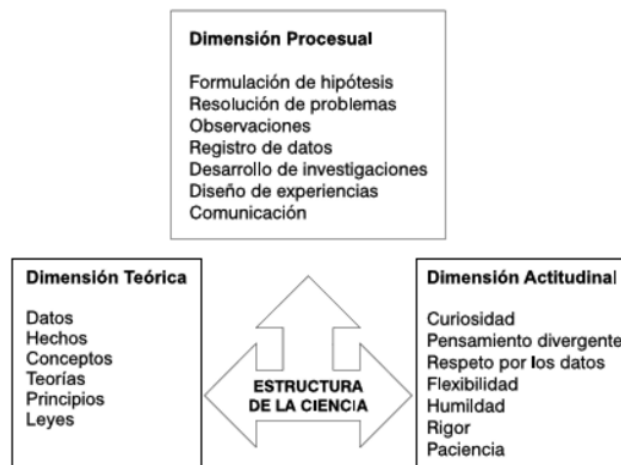 Dimensión Procesual
Formulación de hipótesis
Resolución de problemas
Observaciones
Registro de datos
Desarrollo de investigaciones
Diseño de experiencias
Comunicación
Dimensión Teórica
Datos
Hechos
Conceptos
Teorías
Principios
Leyes
ESTRUCTURA
DE LA CIENCIA
Dimensión Actitudinal
Curiosidad
Pensamiento divergente
Respeto por los datos
Flexibilidad
Humildad
Rigor
Paciencia